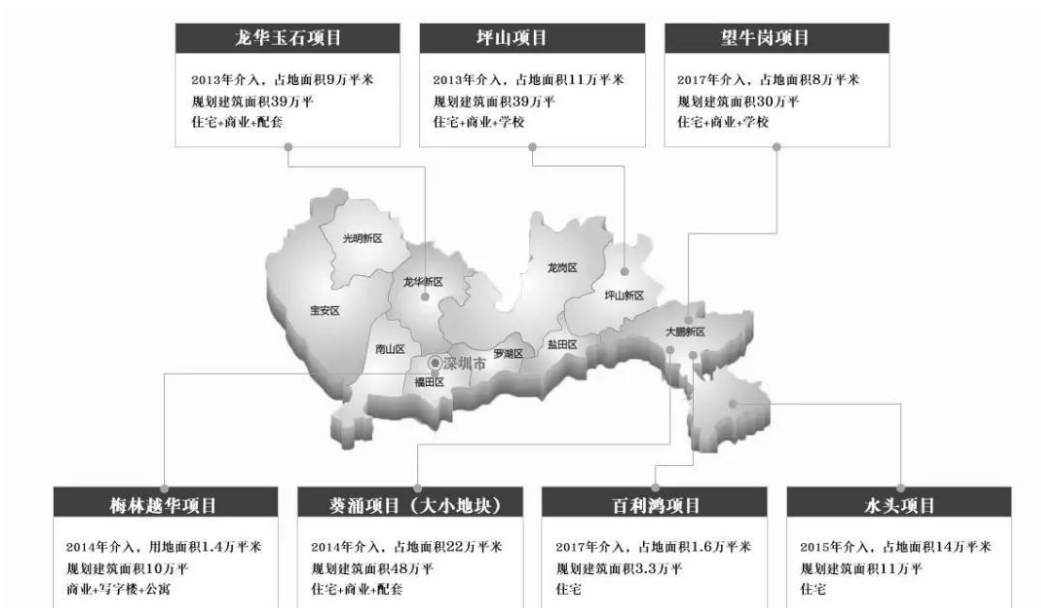 龙华玉石项目
2013年介入，占地面积9万平米
规划建筑面积39万平
住宅+商业+配套
坪山项目
2013年介入，占地面积11万平米
规划建筑面积39万平
住宅+商业+学校
望牛岗项目
2017年介入，占地面积8万平米
规划建筑面积30万平
住宅+商业+学校
光明新区
龙华新区
龙岗区
坪山新区
宝安区
大鹏新区
南山区
罗湖区
盐田区
深圳市
福田区
梅林越华项目
2014年介入，用地面积1.4万平米
规划建筑面积10万平
商业+写字楼+公寓
葵涌项目（大小地块）
2014年介入，占地面积22万平米
规划建筑面积48万平
住宅+商业+配套
百利鸿项目
2017年介入，占地面积1.6万平米
规划建筑面积3.3万平
住宅
水头项目
2015年介入，占地面积14万平米
规划建筑面积11万平
住宅